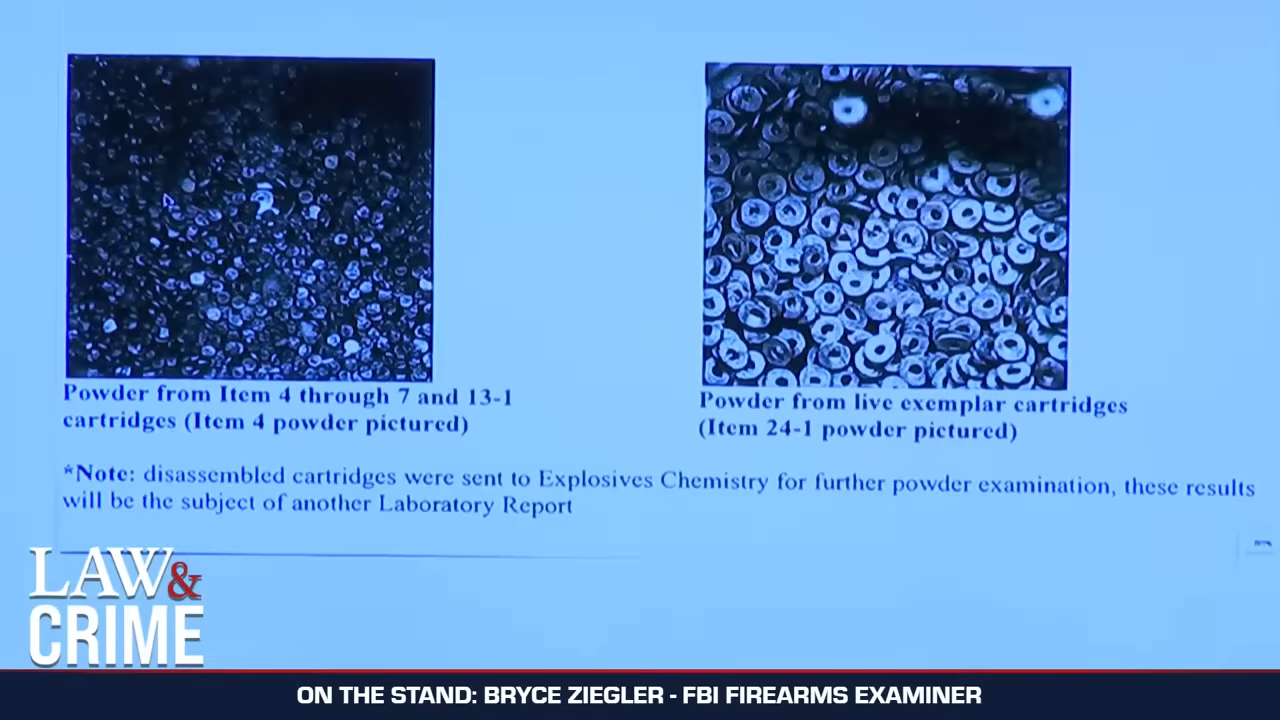 Powder from Item 4 through 7 and 13-1
cartridges (Item 4 powder pictured)
Powder from live exemplar cartridges
(Item 24-1 powder pictured)
*Note: disassembled cartridges were sent to Explosives Chemistry for further powder examination, these results
will be the subject of another Laboratory Report
LAW&
CRIME
ON THE STAND: BRYCE ZIEGLER - FBI FIREARMS EXAMINER